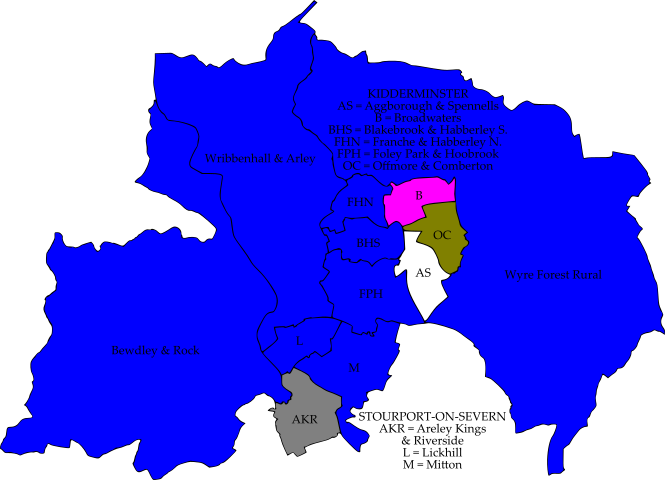 KIDDERMINSTER
AS = Aggborough & Spennells
B = Broadwaters
BHS = Blakebrook & Habberley S.
FHN = Franche & Habberley N.
FPH = Foley Park & Hoobrook
OC = Offmore & Comberton
Wribbenhall & Arley
FHN
B
BHS
OC
AS
Wyre Forest Rural
FPH
L
Bewdley & Rock
M
AKR
STOURPORT-ON-SEVERN
AKR = Areley Kings
& Riverside
L = Lickhill
M = Mitton